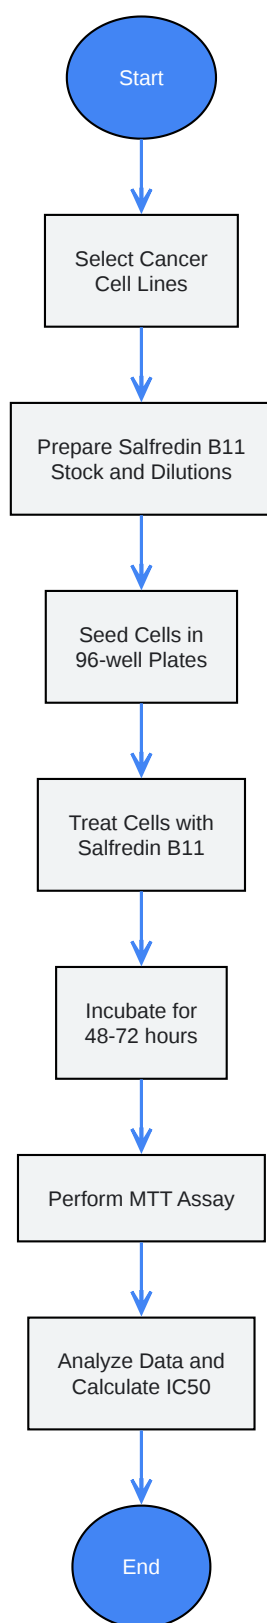 Start
Select Cancer
Cell Lines
Prepare Salfredin B11
Stock and Dilutions
Seed Cells in
96-well Plates
Treat Cells with
Salfredin B11
Incubate for
48-72 hours
Perform MTT Assay
Analyze Data and
Calculate IC50
End